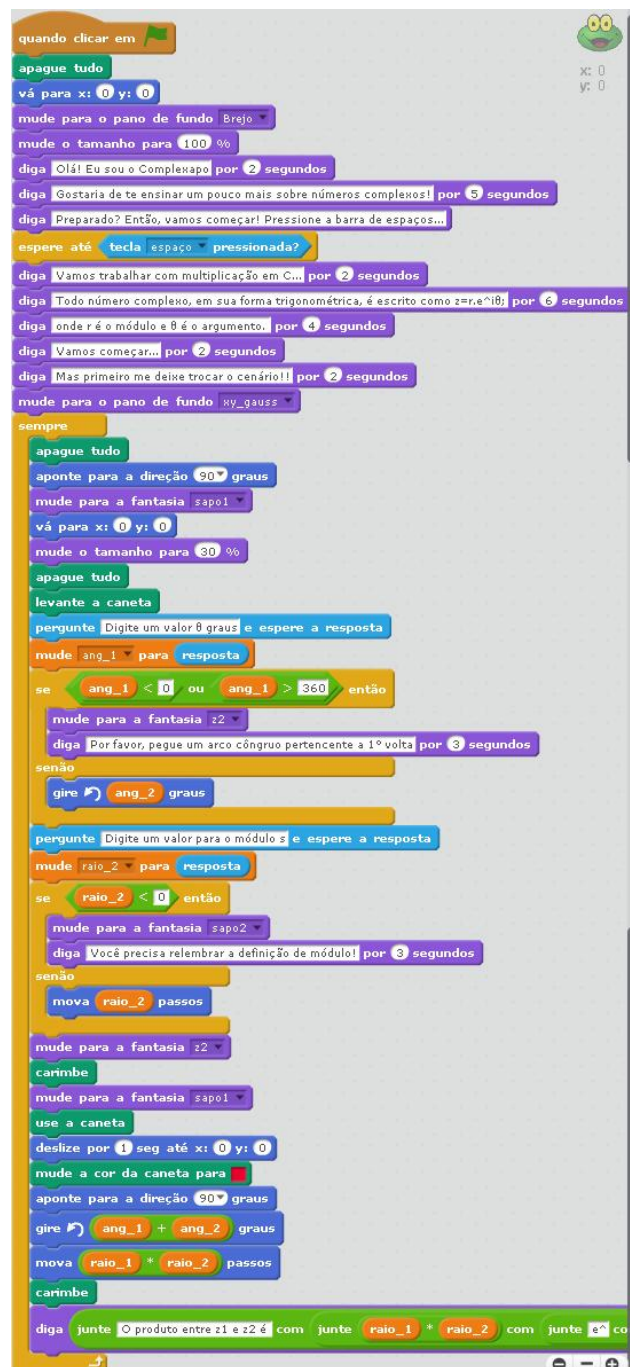 quando clicar em
apague tudo
x: 0
vá para x: 0 y: 0
y: 0
mude para o pano de fundo Brejo
mude o tamanho para 100 %
diga Olá! Eu sou o Complexapo por 2 segundos
diga Gostaria de te ensinar um pouco mais sobre números complexos! por 5 segundos
diga Preparado? Então, vamos começar! Pressione a barra de espaços...
espere até tecla espaço pressionada?
diga Vamos trabalhar com multiplicação em C... por 2 segundos
diga Todo número complexo, em sua forma trigonométrica, é escrito como z=r.e^iθ; por 6 segundos
diga onde r é o módulo e θ é o argumento. por 4 segundos
diga Vamos começar... por 2 segundos
diga Mas primeiro me deixe trocar o cenário!! por 2 segundos
mude para o pano de fundo xy_gauss
sempre
apague tudo
aponte para a direção 90 graus
mude para a fantasia sapo1
vá para x: 0 y: 0
mude o tamanho para 30 %
apague tudo
levante a caneta
pergunte Digite um valor θ graus e espere a resposta
mude ang_1 para resposta
se ang_1 < 0 ou ang_1 > 360 então
mude para a fantasia z2
diga Por favor, pegue um arco côngruo pertencente a 1º volta por 3 segundos
senão
gire ang_2 graus
pergunte Digite um valor para o módulo s e espere a resposta
mude raio_2 para resposta
se raio_2 < 0 então
mude para a fantasia sapo2
diga Você precisa relembrar a definição de módulo! por 3 segundos
senão
mova raio_2 passos
mude para a fantasia z2
carimbe
mude para a fantasia sapo1
use a caneta
deslize por 1 seg até x: 0 y: 0
mude a cor da caneta para
aponte para a direção 90 graus
gire ang_1 + ang_2 graus
mova raio_1 * raio_2 passos
carimbe
diga junte O produto entre z1 e z2 é com junte raio_1 * raio_2 com junte e^ co